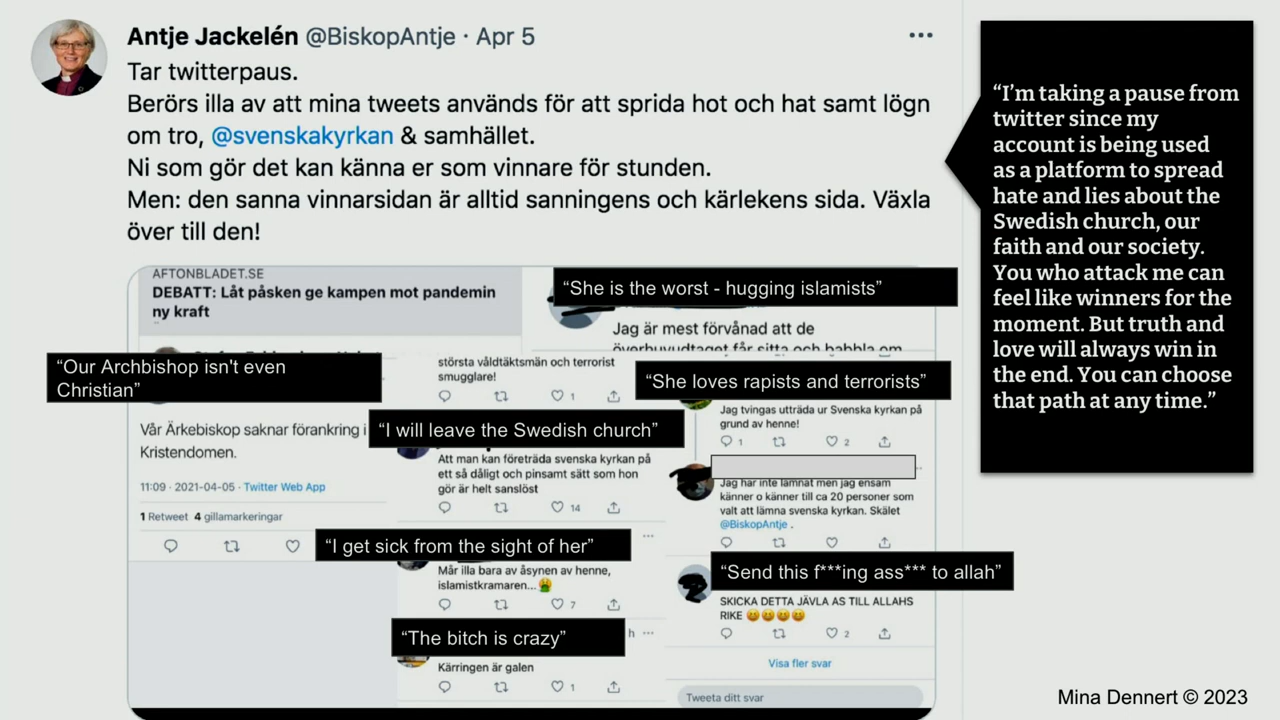 Antje Jackelén @BiskopAntje · Apr 5
Tar twitterpaus.
Berörs illa av att mina tweets används för att sprida hot och hat samt lögn
om tro, @svenskakyrkan & samhället.
Ni som gör det kan känna er som vinnare för stunden.
Men: den sanna vinnarsidan är alltid sanningens och kärlekens sida. Växla
över till den!
AFTONBLADET.SE
DEBATT: Låt påsken ge kampen mot pandemin
ny kraft
“Our Archbishop isn't even
Christian”
Vår Ärkebiskop saknar förankring i
Kristendomen.
11:09 · 2021-04-05 · Twitter Web App
1 Retweet 4 gillamarkeringar
största våldtäktsmän och terrorist
smugglare!
1
“I will leave the Swedish church”
Att man kan företräda svenska kyrkan på
ett så dåligt och pinsamt sätt som hon
gör är helt sanslöst
14
“I get sick from the sight of her”
Mår illa bara av åsynen av henne,
islamistkramaren...🤮
7
“The bitch is crazy”
h
Kärringen är galen
1
“She is the worst - hugging islamists”
Jag är mest förvånad att de
överhuvudtaget får sitta och babbla om
“She loves rapists and terrorists”
Jag tvingas utträda ur Svenska kyrkan på
grund av henne!
1 2
Jag har inte lämnat men jag ensam
känner o känner till ca 20 personer som
valt att lämna svenska kyrkan. Skälet
@BiskopAntje .
“Send this f***ing ass*** to allah”
SKICKA DETTA JÄVLA AS TILL ALLAHS
RIKE 😄😄😄😄
2
Visa fler svar
Tweeta ditt svar
“I’m taking a pause from
twitter since my
account is being used
as a platform to spread
hate and lies about the
Swedish church, our
faith and our society.
You who attack me can
feel like winners for the
moment. But truth and
love will always win in
the end. You can choose
that path at any time.”
Mina Dennert © 2023